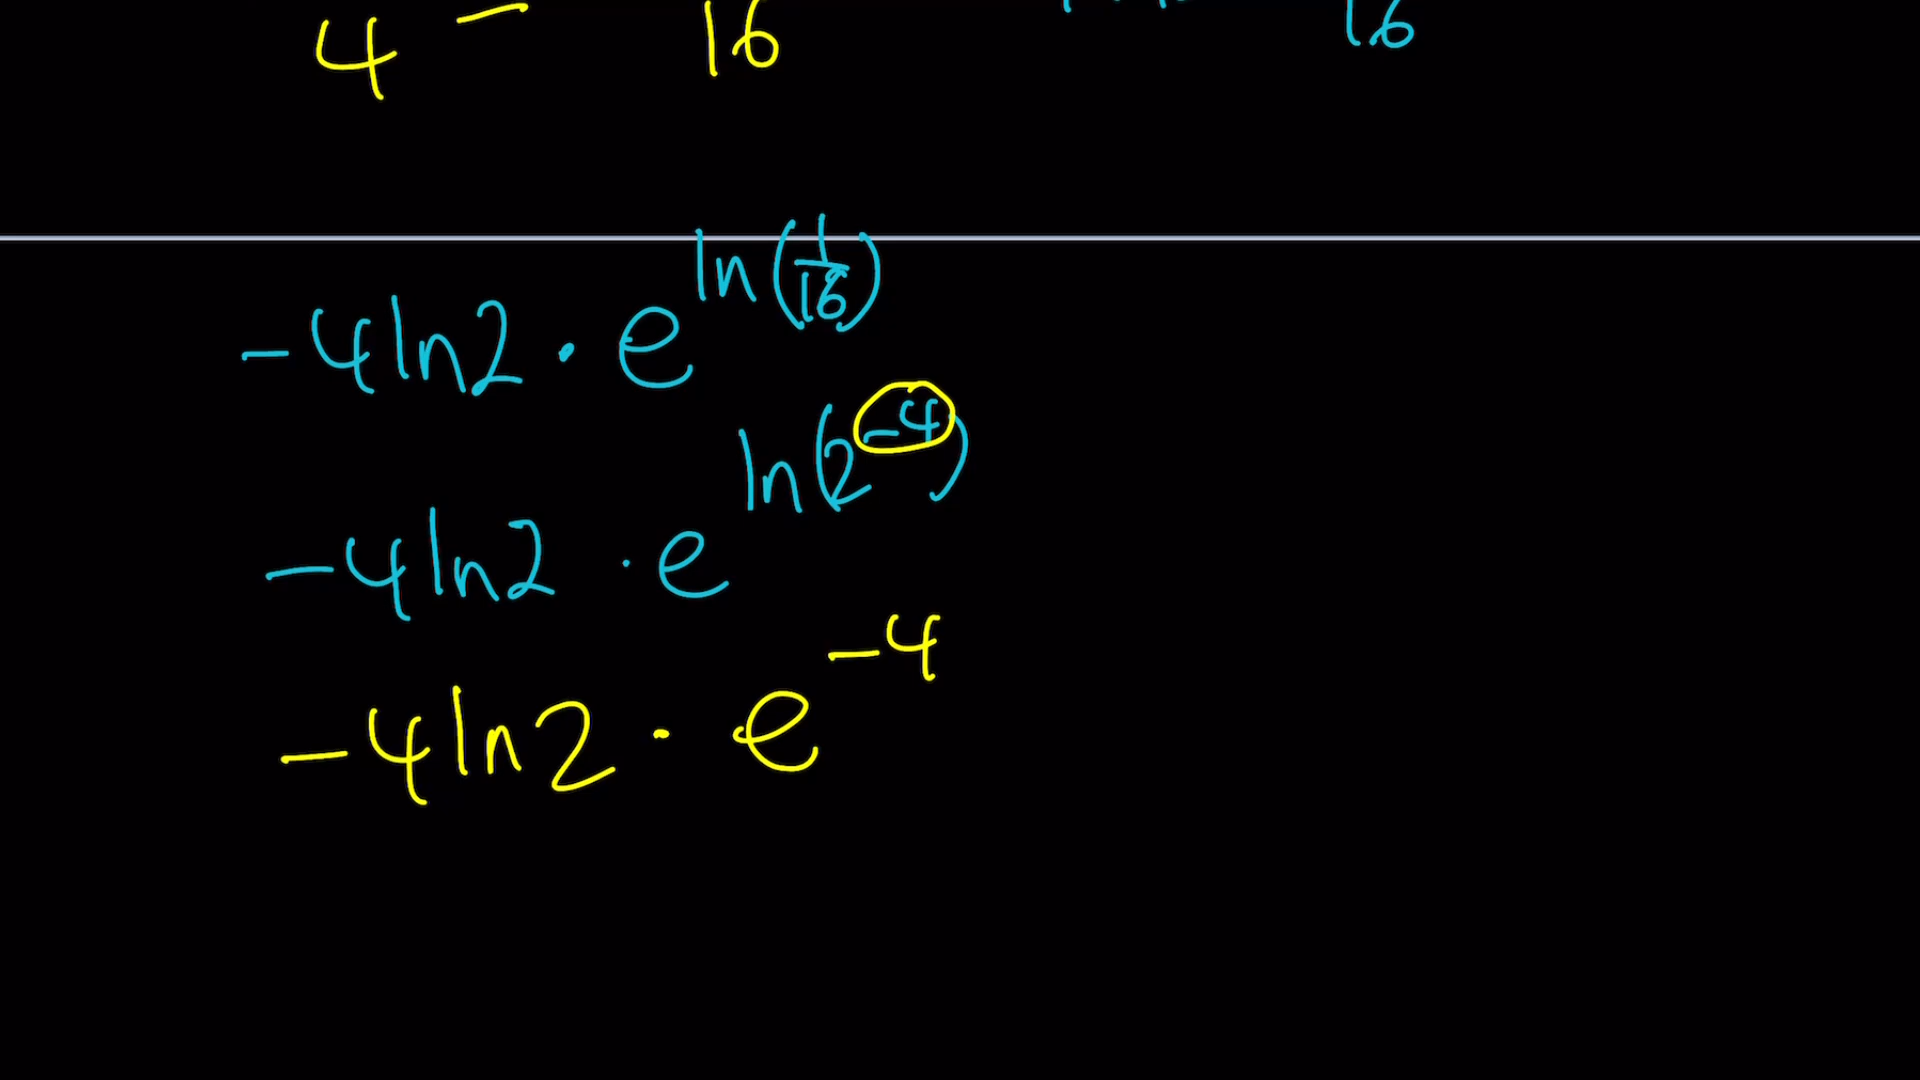 4 — 16 16
-4ln2 · e^ln(1/16)
-4ln2 · e^ln(2^-4)
-4ln2 · e^-4